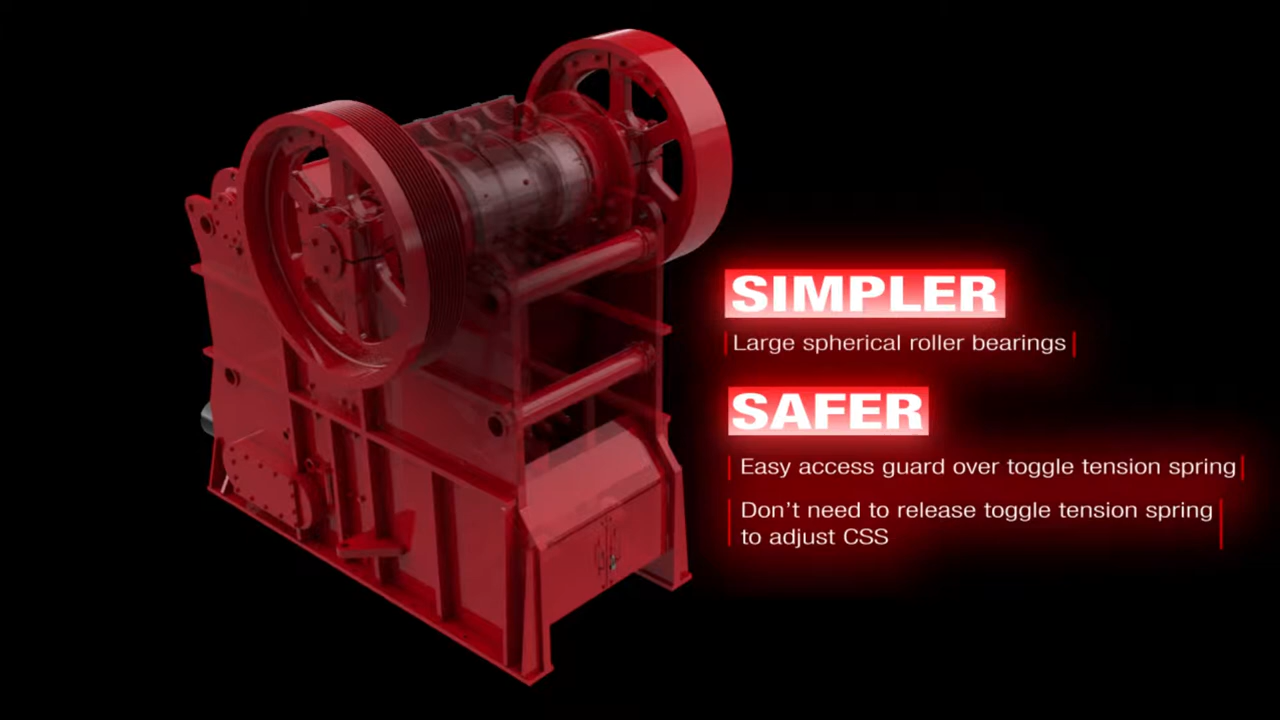 SIMPLER
Large spherical roller bearings
SAFER
Easy access guard over toggle tension spring
Don't need to release toggle tension spring
to adjust CSS